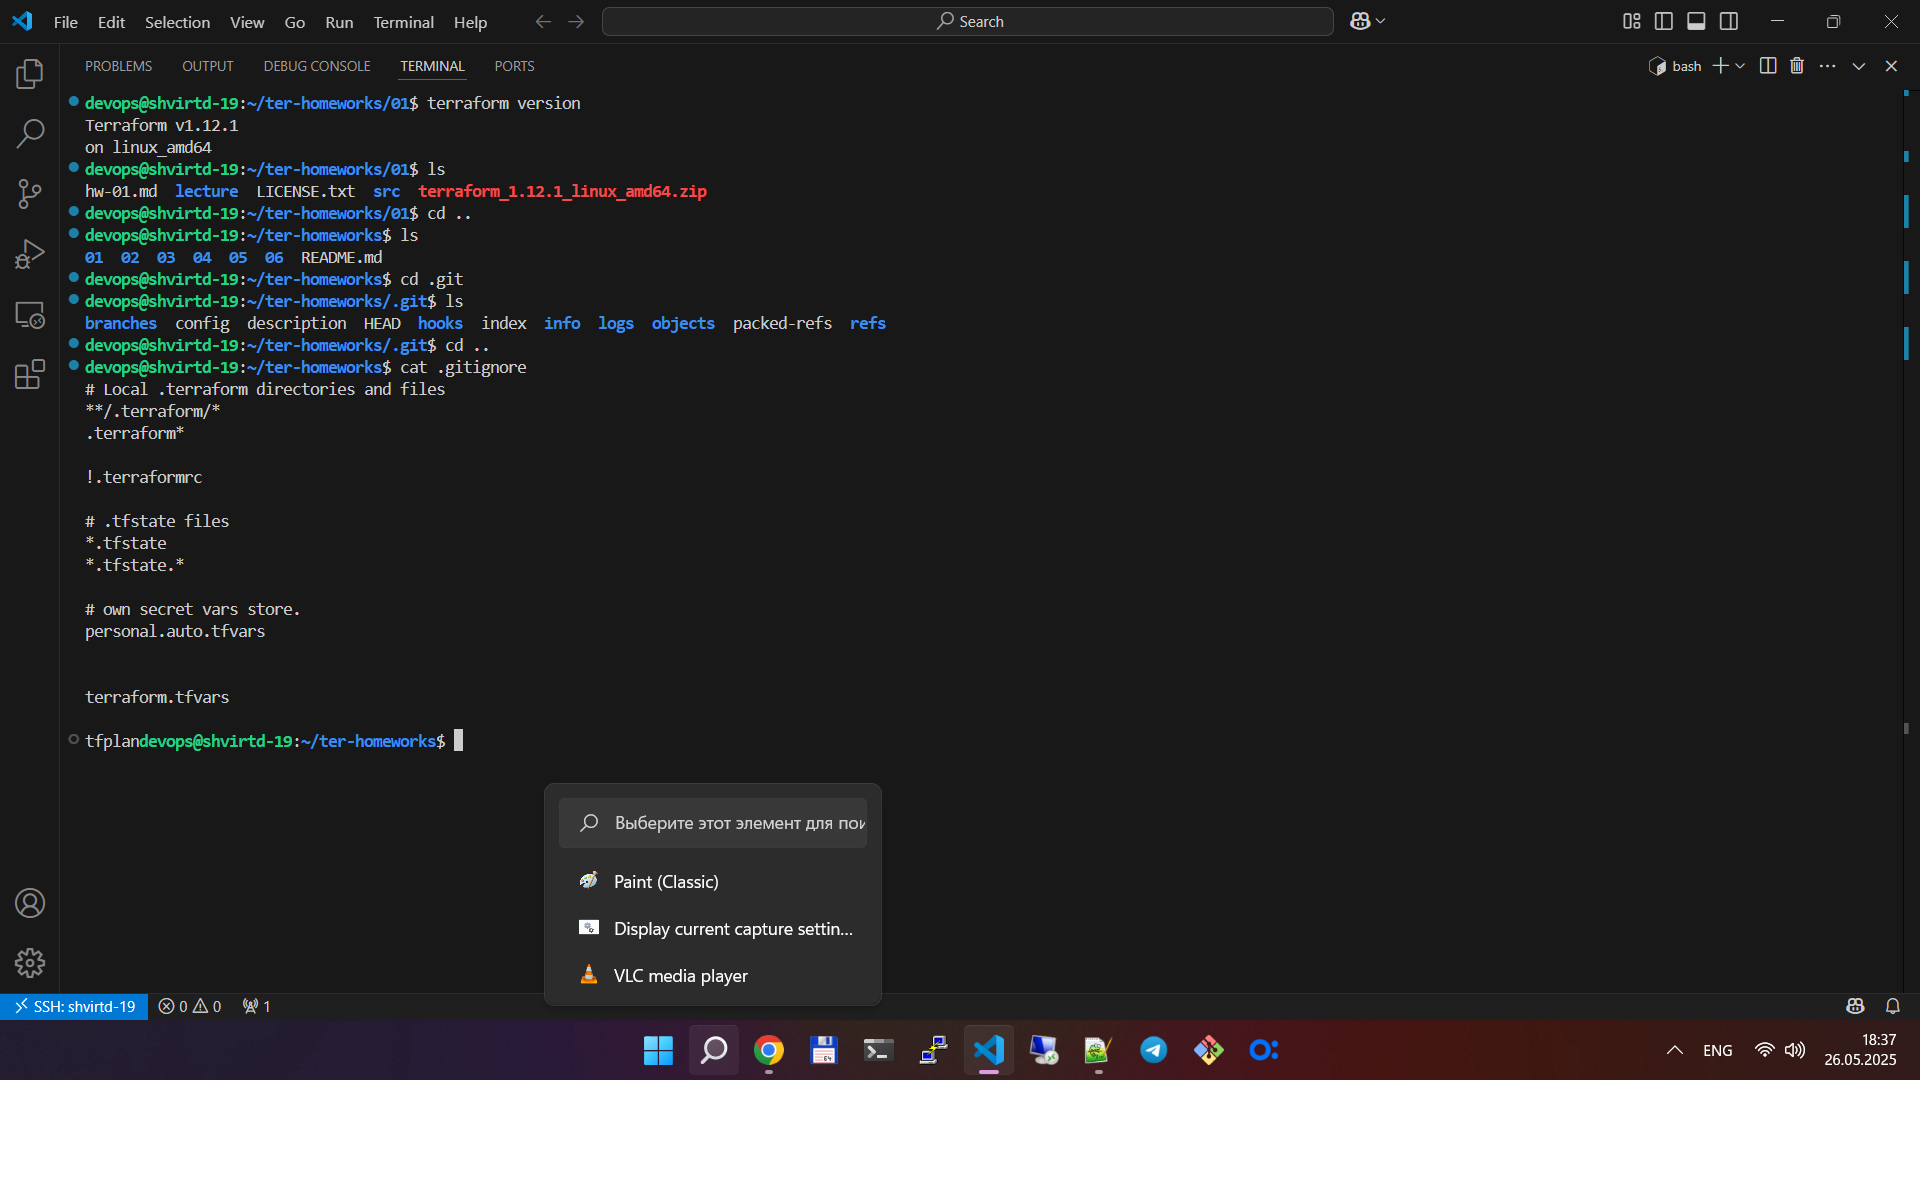 File Edit Selection View Go Run Terminal Help
Search
PROBLEMS OUTPUT DEBUG CONSOLE TERMINAL PORTS
bash
devops@shvirtd-19:~/ter-homeworks/01$ terraform version
Terraform v1.12.1
on linux_amd64
devops@shvirtd-19:~/ter-homeworks/01$ ls
hw-01.md lecture LICENSE.txt src terraform_1.12.1_linux_amd64.zip
devops@shvirtd-19:~/ter-homeworks/01$ cd ..
devops@shvirtd-19:~/ter-homeworks$ ls
01 02 03 04 05 06 README.md
devops@shvirtd-19:~/ter-homeworks$ cd .git
devops@shvirtd-19:~/ter-homeworks/.git$ ls
branches config description HEAD hooks index info logs objects packed-refs refs
devops@shvirtd-19:~/ter-homeworks/.git$ cd ..
devops@shvirtd-19:~/ter-homeworks$ cat .gitignore
# Local .terraform directories and files
**/.terraform/*
.terraform*
!.terraformrc
# .tfstate files
*.tfstate
*.tfstate.*
# own secret vars store.
personal.auto.tfvars
terraform.tfvars
tfplandevops@shvirtd-19:~/ter-homeworks$
Выберите этот элемент для пои
Paint (Classic)
Display current capture settin...
VLC media player
SSH: shvirtd-19 0 0 1
64
ENG
18:37
26.05.2025